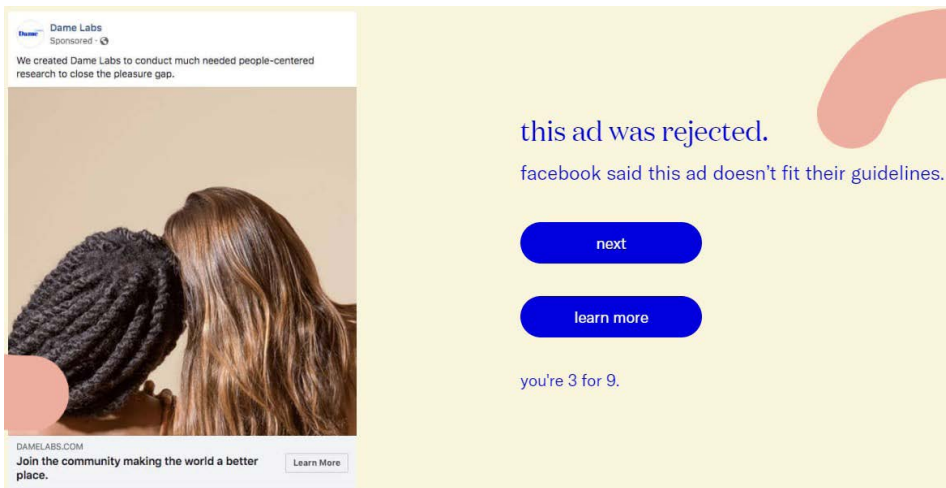 Dame
Dame Labs
Sponsored ·
We created Dame Labs to conduct much needed people-centered
research to close the pleasure gap.
DAMELABS.COM
Join the community making the world a better
place.
Learn More
this ad was rejected.
facebook said this ad doesn't fit their guidelines.
next
learn more
you're 3 for 9.